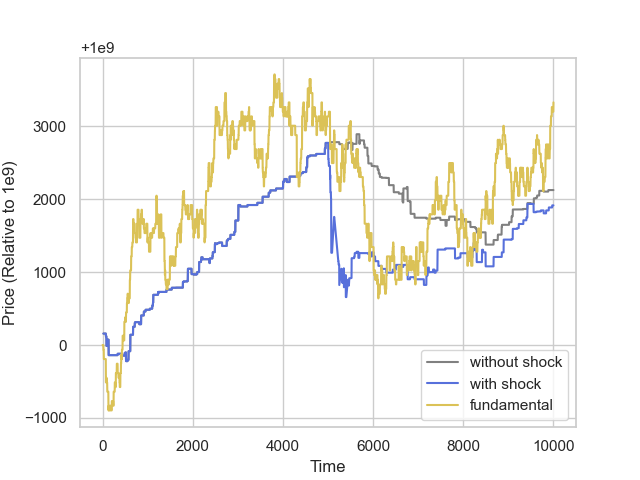 +1e9
3000
2000
1000
0
−1000
Price (Relative to 1e9)
0
2000
4000
6000
8000
10000
Time
without shock
with shock
fundamental